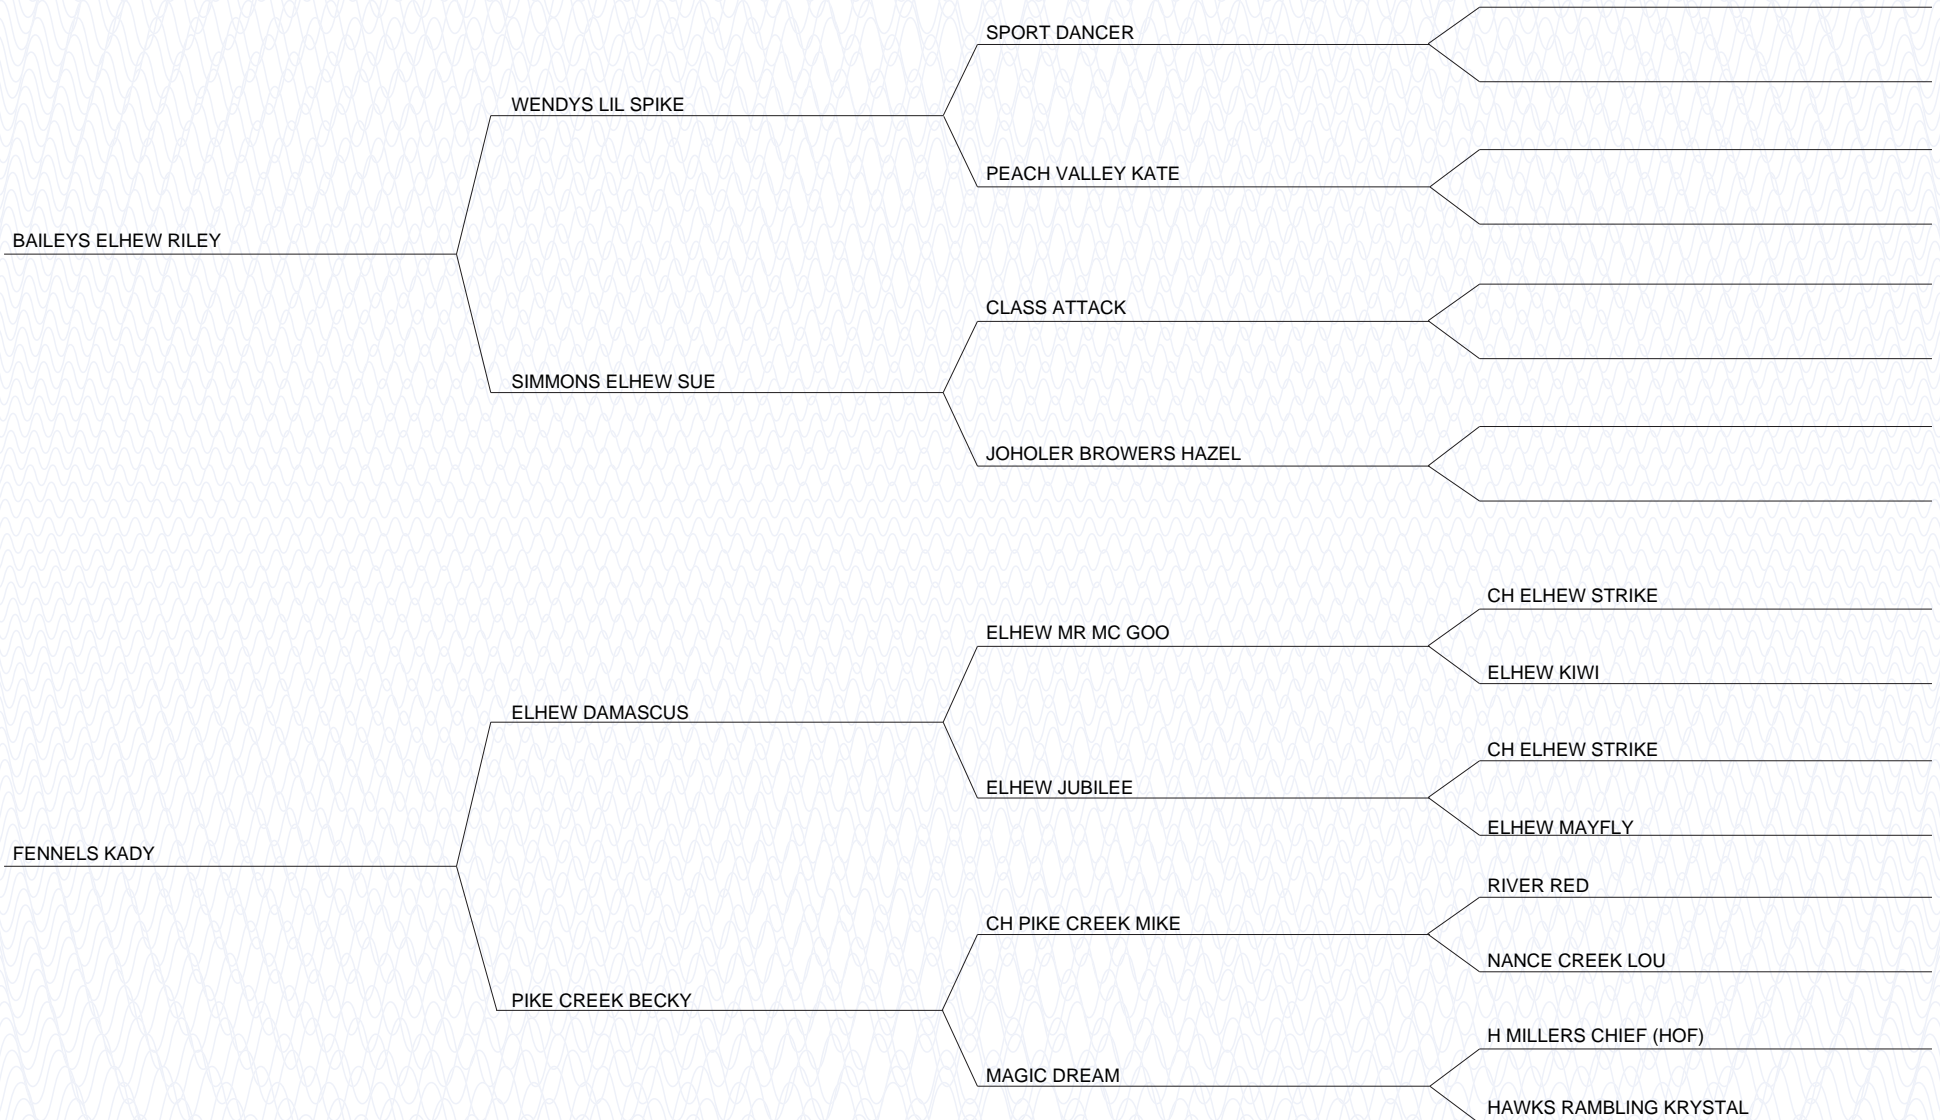 SPORT DANCER
WENDYS LIL SPIKE
PEACH VALLEY KATE
BAILEYS ELHEW RILEY
CLASS ATTACK
SIMMONS ELHEW SUE
JOHOLER BROWERS HAZEL
CH ELHEW STRIKE
ELHEW MR MC GOO
ELHEW KIWI
ELHEW DAMASCUS
CH ELHEW STRIKE
ELHEW JUBILEE
ELHEW MAYFLY
FENNELS KADY
RIVER RED
CH PIKE CREEK MIKE
NANCE CREEK LOU
PIKE CREEK BECKY
H MILLERS CHIEF (HOF)
MAGIC DREAM
HAWKS RAMBLING KRYSTAL